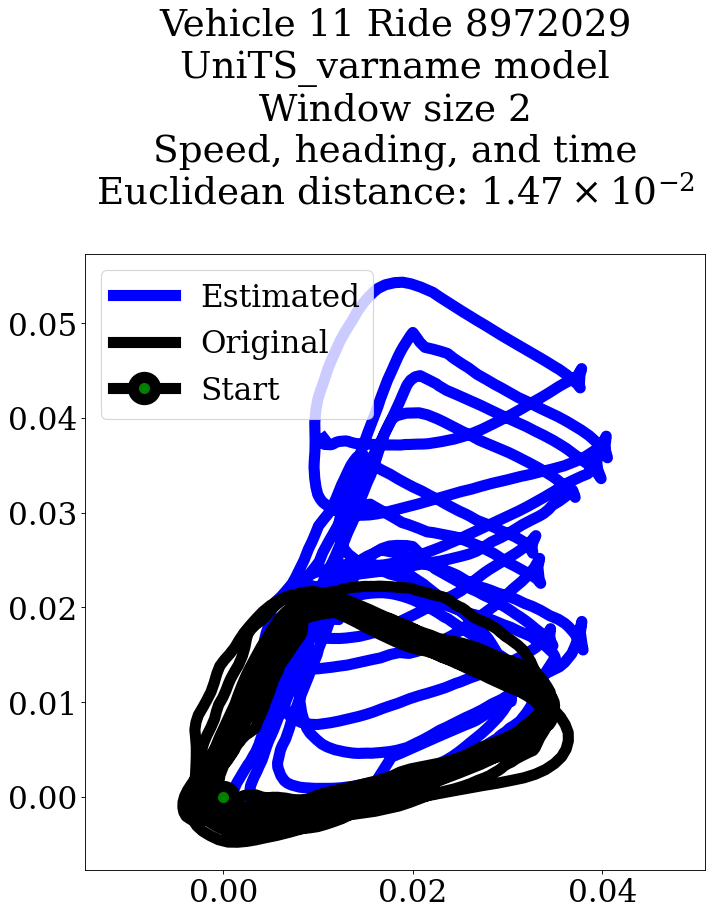 Vehicle 11 Ride 8972029
UniTS_varname model
Window size 2
Speed, heading, and time
Euclidean distance: 1.47 × 10⁻²
Estimated
Original
Start
0.05
0.04
0.03
0.02
0.01
0.00
0.00 0.02 0.04